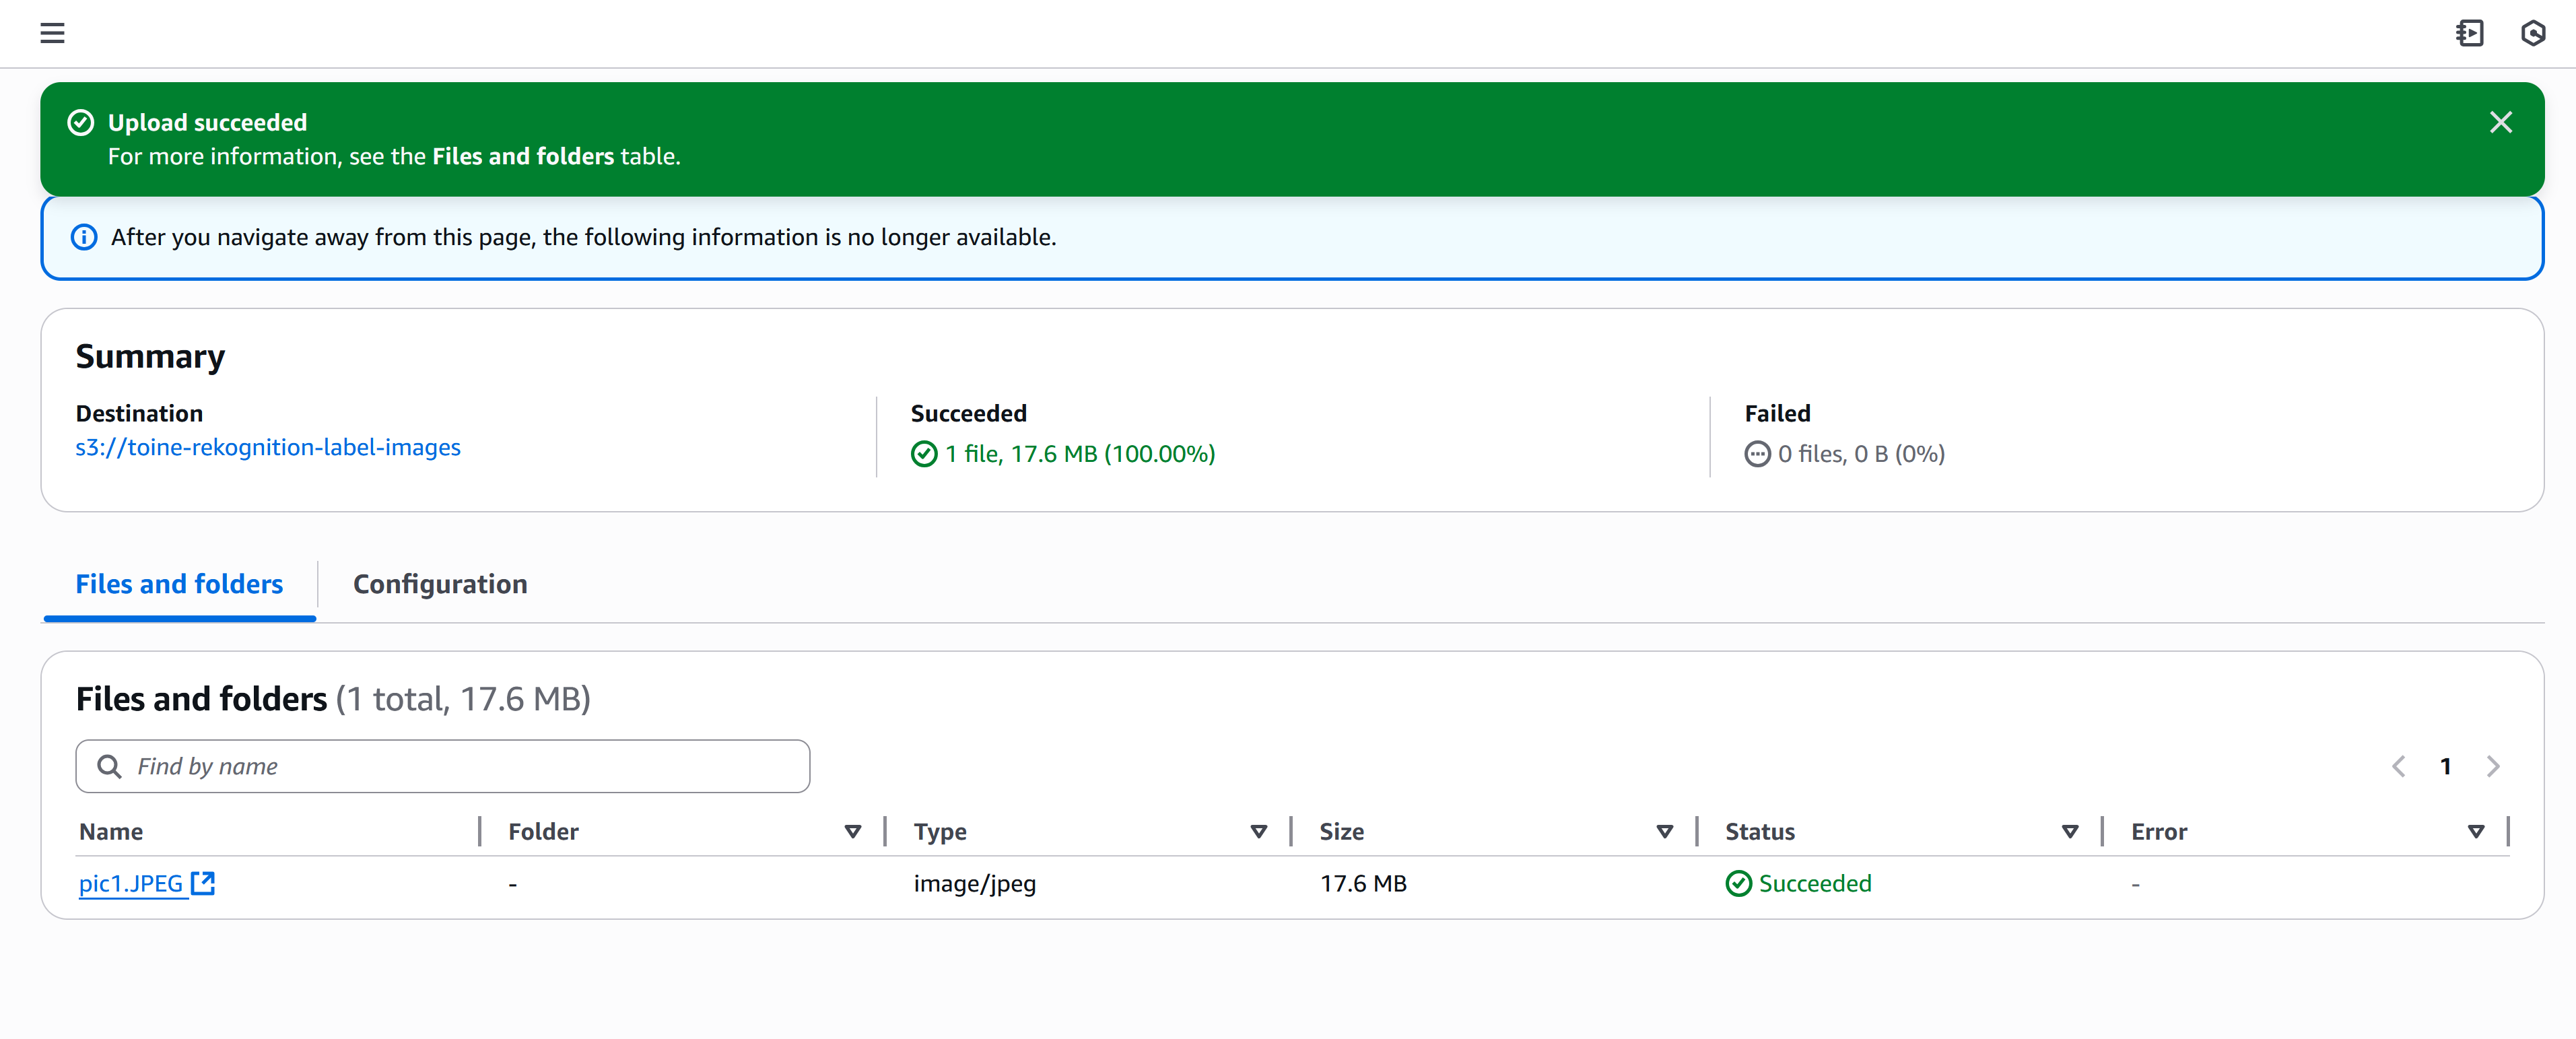 Upload succeeded
For more information, see the Files and folders table.
After you navigate away from this page, the following information is no longer available.
Summary
Destination
s3://toine-rekognition-label-images
Succeeded
1 file, 17.6 MB (100.00%)
Failed
0 files, 0 B (0%)
Files and folders
Configuration
Files and folders (1 total, 17.6 MB)
Find by name
1
Name Folder Type Size Status Error
pic1.JPEG - image/jpeg 17.6 MB Succeeded -